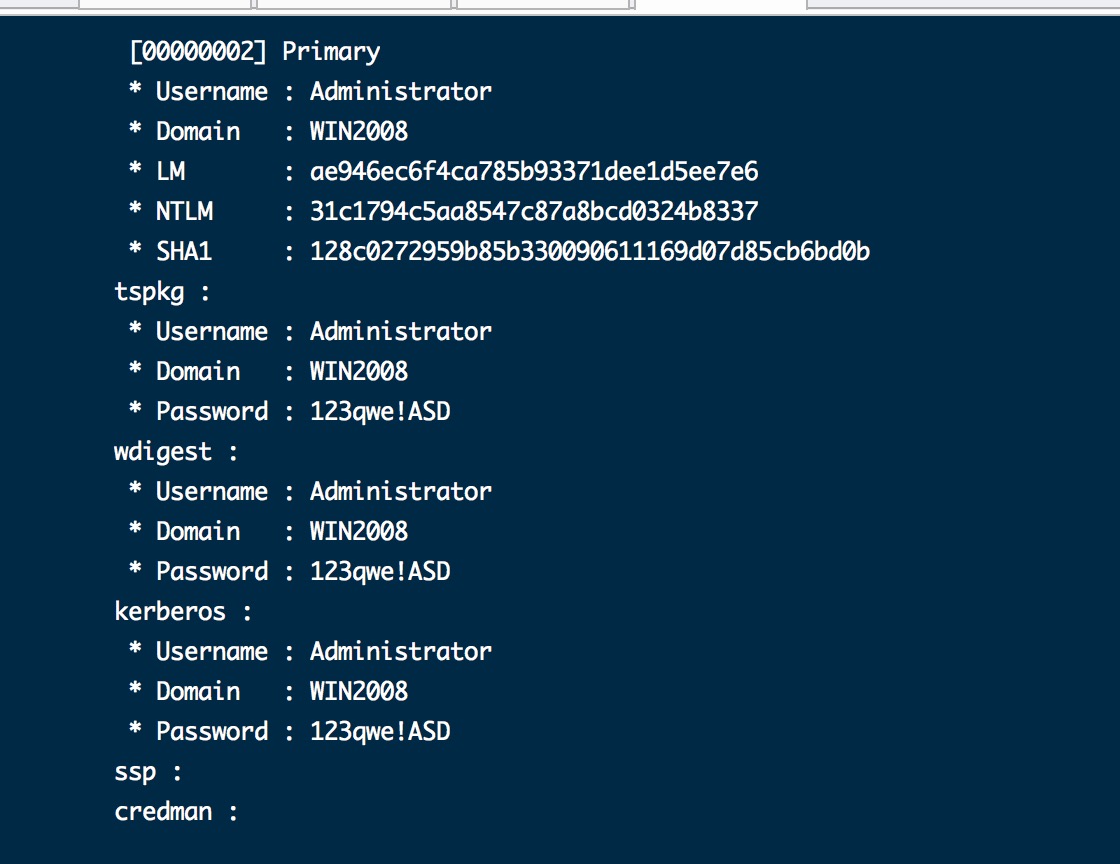 [00000002] Primary
* Username : Administrator
* Domain : WIN2008
* LM : ae946ec6f4ca785b93371dee1d5ee7e6
* NTLM : 31c1794c5aa8547c87a8bcd0324b8337
* SHA1 : 128c0272959b85b330090611169d07d85cb6bd0b
tspkg :
* Username : Administrator
* Domain : WIN2008
* Password : 123qwe!ASD
wdigest :
* Username : Administrator
* Domain : WIN2008
* Password : 123qwe!ASD
kerberos :
* Username : Administrator
* Domain : WIN2008
* Password : 123qwe!ASD
ssp :
credman :